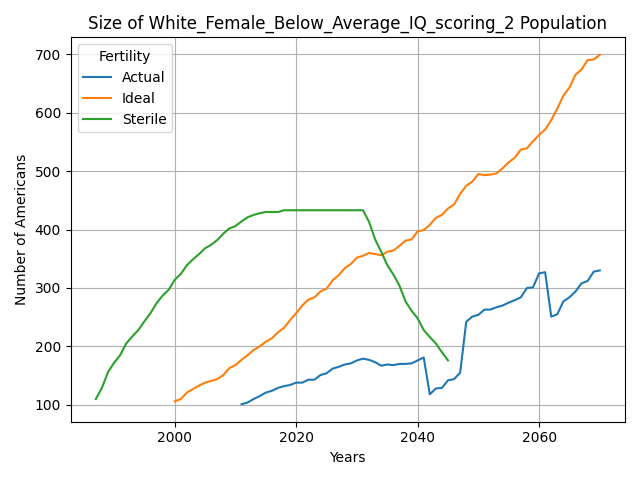 Size of White_Female_Below_Average_IQ_scoring_2 Population
Fertility
Actual
Ideal
Sterile
Number of Americans
700
600
500
400
300
200
100
2000
2020
2040
2060
Years